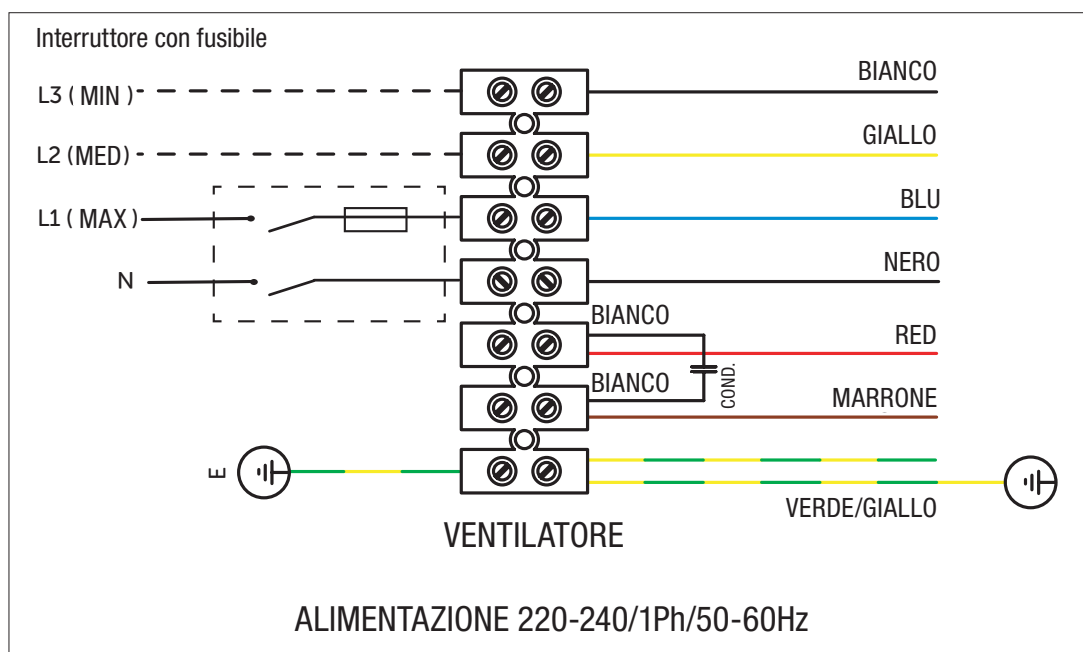 Interruttore con fusibile
L3 ( MIN )
BIANCO
L2 (MED)
GIALLO
L1 ( MAX )
BLU
N
NERO
BIANCO
RED
COND.
BIANCO
MARRONE
E
VERDE/GIALLO
VENTILATORE
ALIMENTAZIONE 220-240/1Ph/50-60Hz